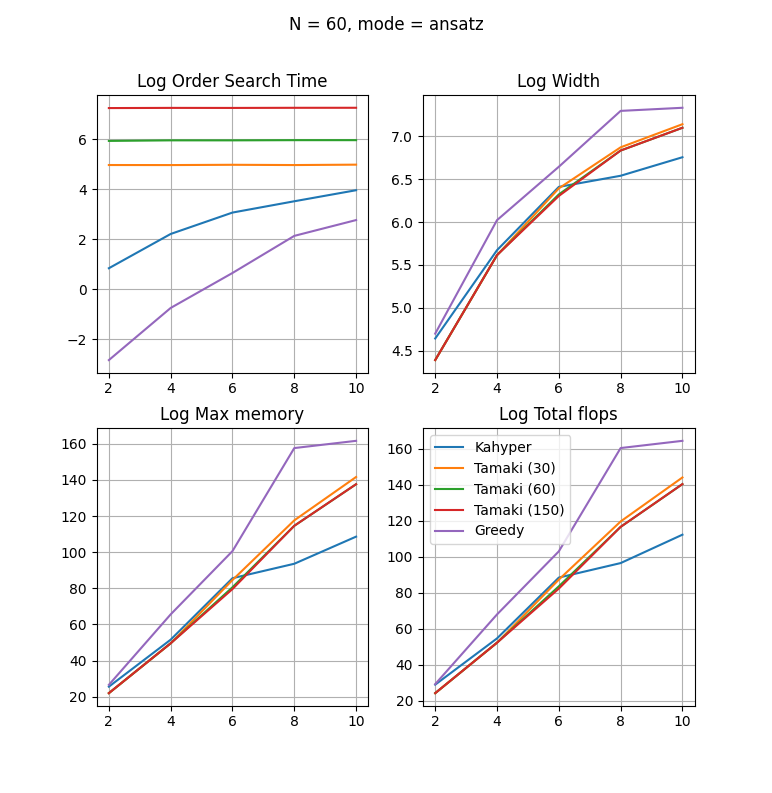 N = 60, mode = ansatz
Log Order Search Time
6
4
2
0
−2
2 4 6 8 10
Log Width
7.0
6.5
6.0
5.5
5.0
4.5
2 4 6 8 10
Log Max memory
160
140
120
100
80
60
40
20
2 4 6 8 10
Log Total flops
160
140
120
100
80
60
40
20
2 4 6 8 10
Kahyper
Tamaki (30)
Tamaki (60)
Tamaki (150)
Greedy